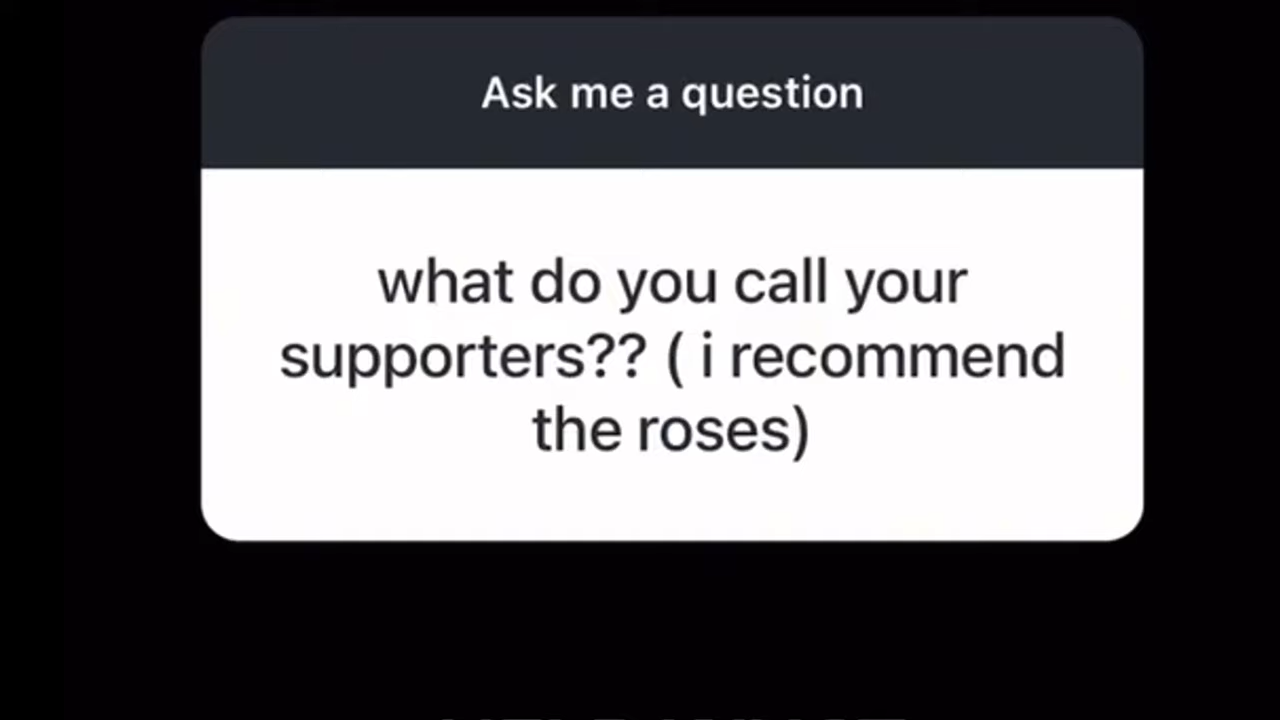 Ask me a question
what do you call your
supporters?? ( i recommend
the roses)